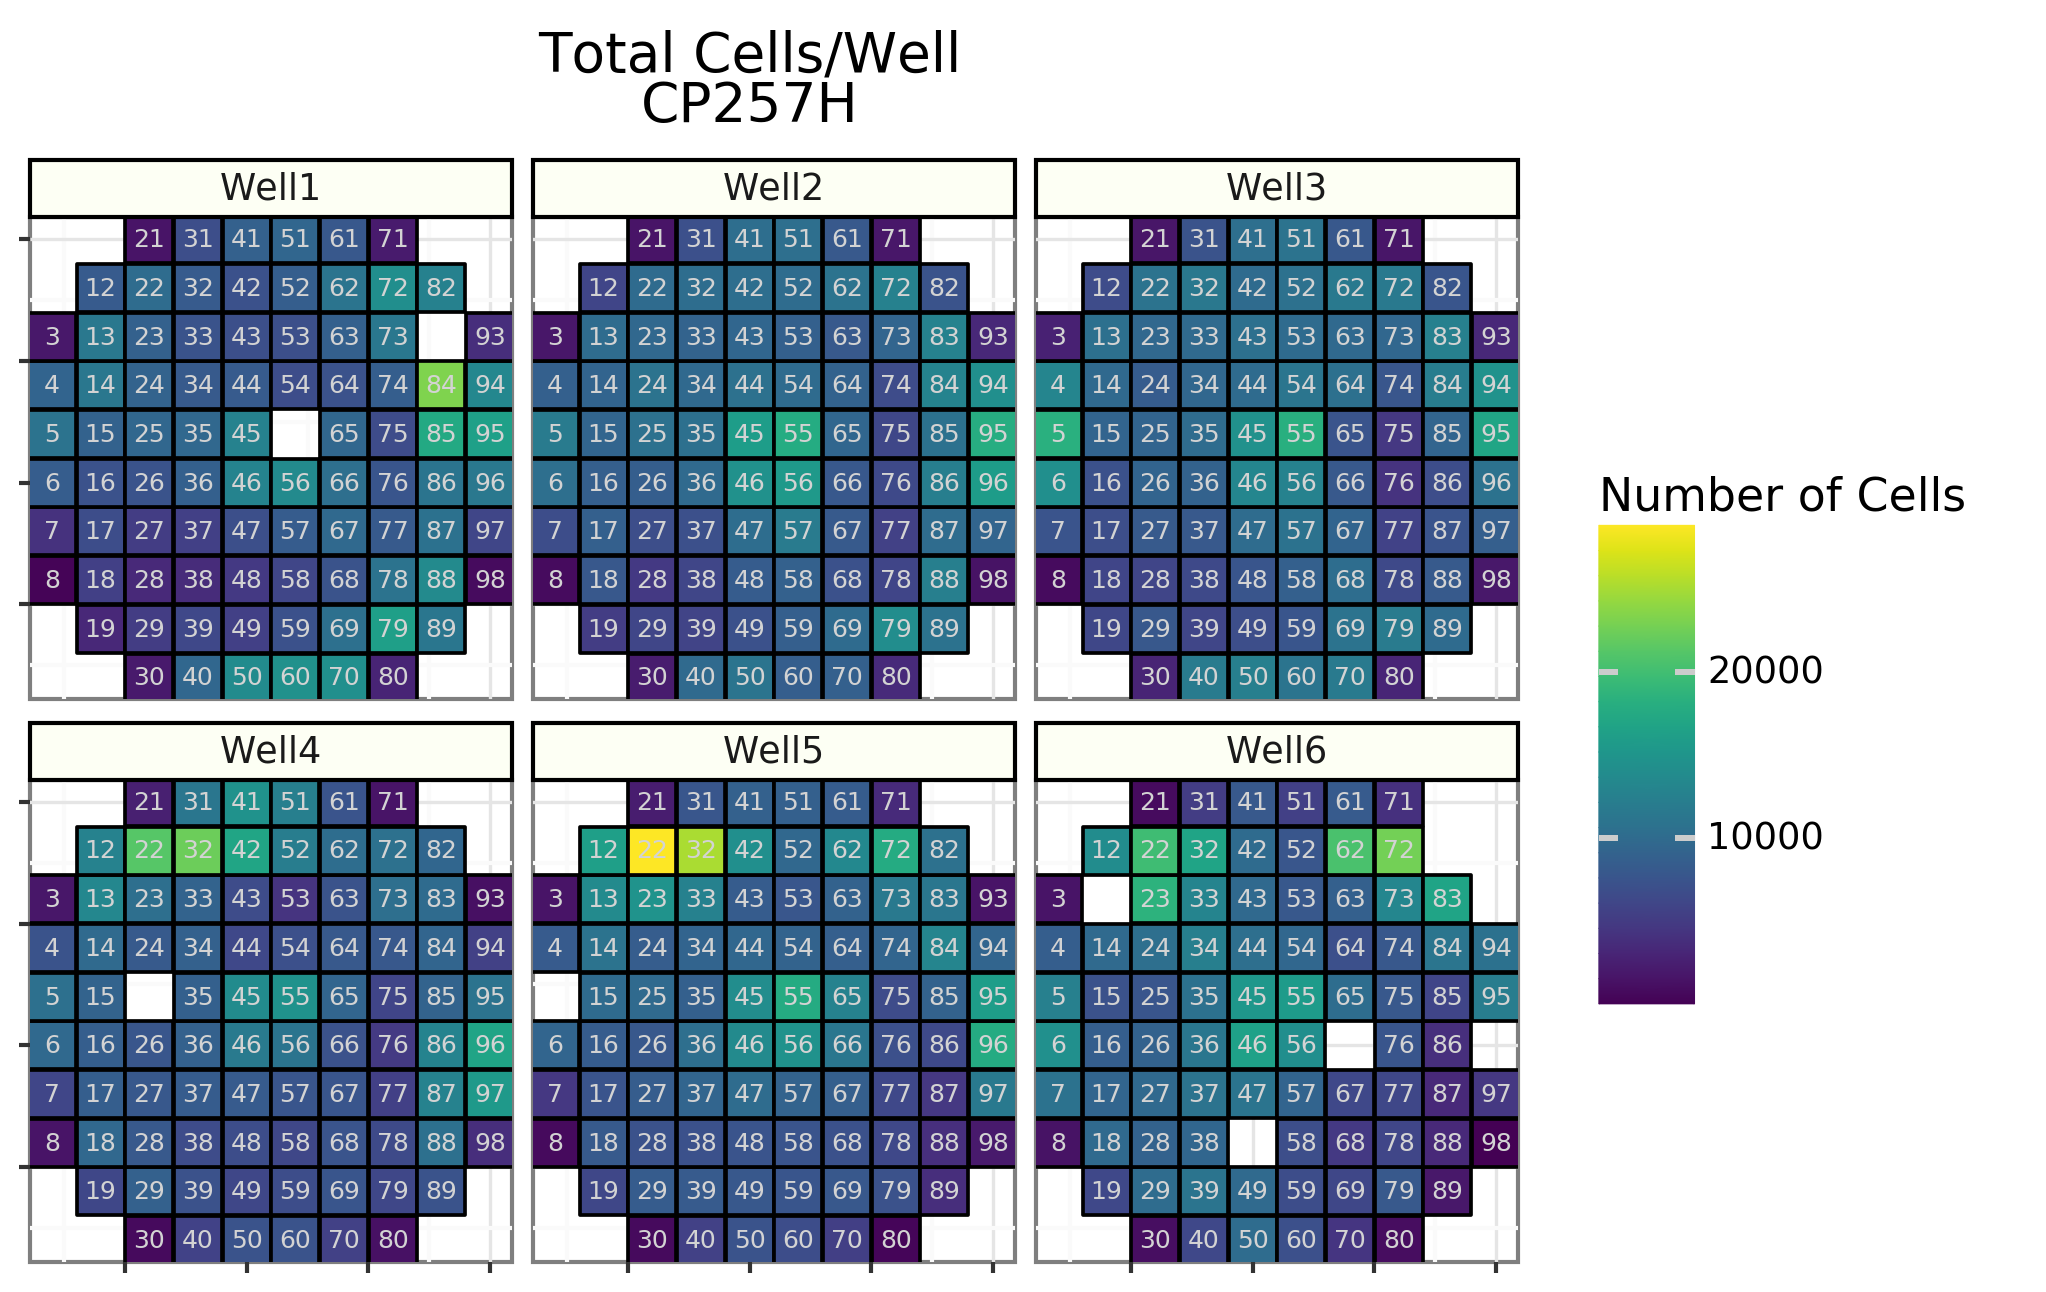 Total Cells/Well
CP257H
Well1 Well2 Well3
21 31 41 51 61 71 21 31 41 51 61 71 21 31 41 51 61 71
12 22 32 42 52 62 72 82 12 22 32 42 52 62 72 82 12 22 32 42 52 62 72 82
3 13 23 33 43 53 63 73 93 3 13 23 33 43 53 63 73 83 93 3 13 23 33 43 53 63 73 83 93
4 14 24 34 44 54 64 74 84 94 4 14 24 34 44 54 64 74 84 94 4 14 24 34 44 54 64 74 84 94
5 15 25 35 45 65 75 85 95 5 15 25 35 45 55 65 75 85 95 5 15 25 35 45 55 65 75 85 95
6 16 26 36 46 56 66 76 86 96 6 16 26 36 46 56 66 76 86 96 6 16 26 36 46 56 66 76 86 96
7 17 27 37 47 57 67 77 87 97 7 17 27 37 47 57 67 77 87 97 7 17 27 37 47 57 67 77 87 97
8 18 28 38 48 58 68 78 88 98 8 18 28 38 48 58 68 78 88 98 8 18 28 38 48 58 68 78 88 98
19 29 39 49 59 69 79 89 19 29 39 49 59 69 79 89 19 29 39 49 59 69 79 89
30 40 50 60 70 80 30 40 50 60 70 80 30 40 50 60 70 80
Well4 Well5 Well6
21 31 41 51 61 71 21 31 41 51 61 71 21 31 41 51 61 71
12 22 32 42 52 62 72 82 12 22 32 42 52 62 72 82 12 22 32 42 52 62 72
3 13 23 33 43 53 63 73 83 93 3 13 23 33 43 53 63 73 83 93 3 23 33 43 53 63 73 83
4 14 24 34 44 54 64 74 84 94 4 14 24 34 44 54 64 74 84 94 4 14 24 34 44 54 64 74 84 94
5 15 35 45 55 65 75 85 95 15 25 35 45 55 65 75 85 95 5 15 25 35 45 55 65 75 85 95
6 16 26 36 46 56 66 76 86 96 6 16 26 36 46 56 66 76 86 96 6 16 26 36 46 56 76 86
7 17 27 37 47 57 67 77 87 97 7 17 27 37 47 57 67 77 87 97 7 17 27 37 47 57 67 77 87 97
8 18 28 38 48 58 68 78 88 98 8 18 28 38 48 58 68 78 88 98 8 18 28 38 58 68 78 88 98
19 29 39 49 59 69 79 89 19 29 39 49 59 69 79 89 19 29 39 49 59 69 79 89
30 40 50 60 70 80 30 40 50 60 70 80 30 40 50 60 70 80
Number of Cells
20000
10000